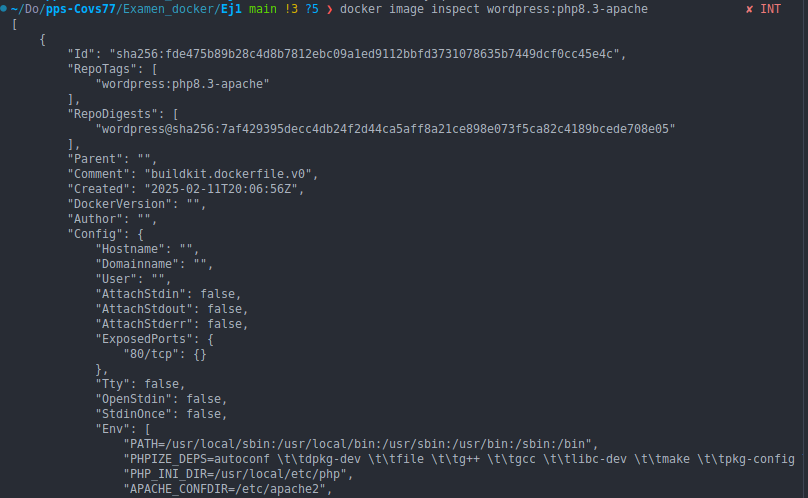 ~/Do/pps-Covs77/Examen_docker/Ej1 main !3 ?5 ❯ docker image inspect wordpress:php8.3-apache ✘ INT
[
    {
        "Id": "sha256:fde475b89b28c4d8b7812ebc09a1ed9112bbfd3731078635b7449dcf0cc45e4c",
        "RepoTags": [
            "wordpress:php8.3-apache"
        ],
        "RepoDigests": [
            "wordpress@sha256:7af429395decc4db24f2d44ca5aff8a21ce898e073f5ca82c4189bcede708e05"
        ],
        "Parent": "",
        "Comment": "buildkit.dockerfile.v0",
        "Created": "2025-02-11T20:06:56Z",
        "DockerVersion": "",
        "Author": "",
        "Config": {
            "Hostname": "",
            "Domainname": "",
            "User": "",
            "AttachStdin": false,
            "AttachStdout": false,
            "AttachStderr": false,
            "ExposedPorts": {
                "80/tcp": {}
            },
            "Tty": false,
            "OpenStdin": false,
            "StdinOnce": false,
            "Env": [
                "PATH=/usr/local/sbin:/usr/local/bin:/usr/sbin:/usr/bin:/sbin:/bin",
                "PHPIZE_DEPS=autoconf \t\tdpkg-dev \t\tfile \t\tg++ \t\tgcc \t\tlibc-dev \t\tmake \t\tpkg-config
                "PHP_INI_DIR=/usr/local/etc/php",
                "APACHE_CONFDIR=/etc/apache2",